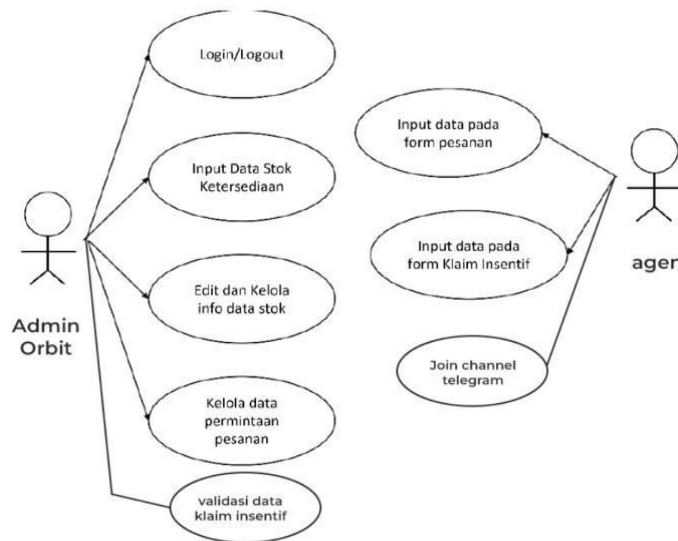 Login/Logout
Input Data Stok
Ketersediaan
Edit dan Kelola
info data stok
Kelola data
permintaan
pesanan
validasi data
klaim insentif
Admin
Orbit
Input data pada
form pesanan
Input data pada
form Klaim Insentif
Join channel
telegram
agen